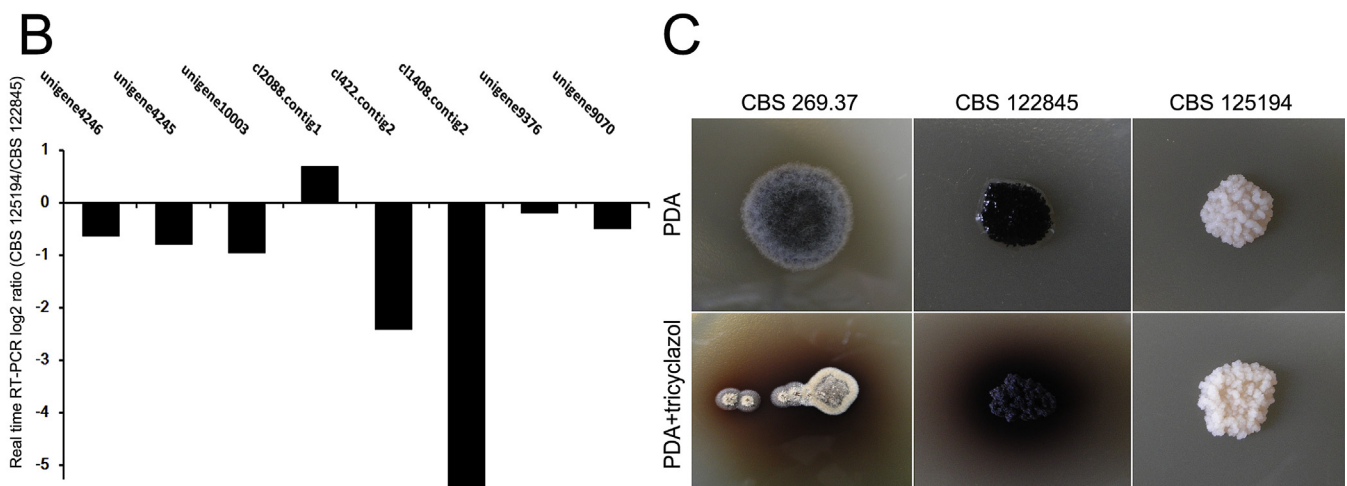 B
unigene4246
unigene4245
unigene10003
cl2088.contig1
cl422.contig2
cl1408.contig2
unigene9376
unigene9070
Real time RT-PCR log2 ratio (CBS 125194/CBS 122845)
1
0
-1
-2
-3
-4
-5
C
CBS 269.37
CBS 122845
CBS 125194
PDA
PDA+tricyclazol